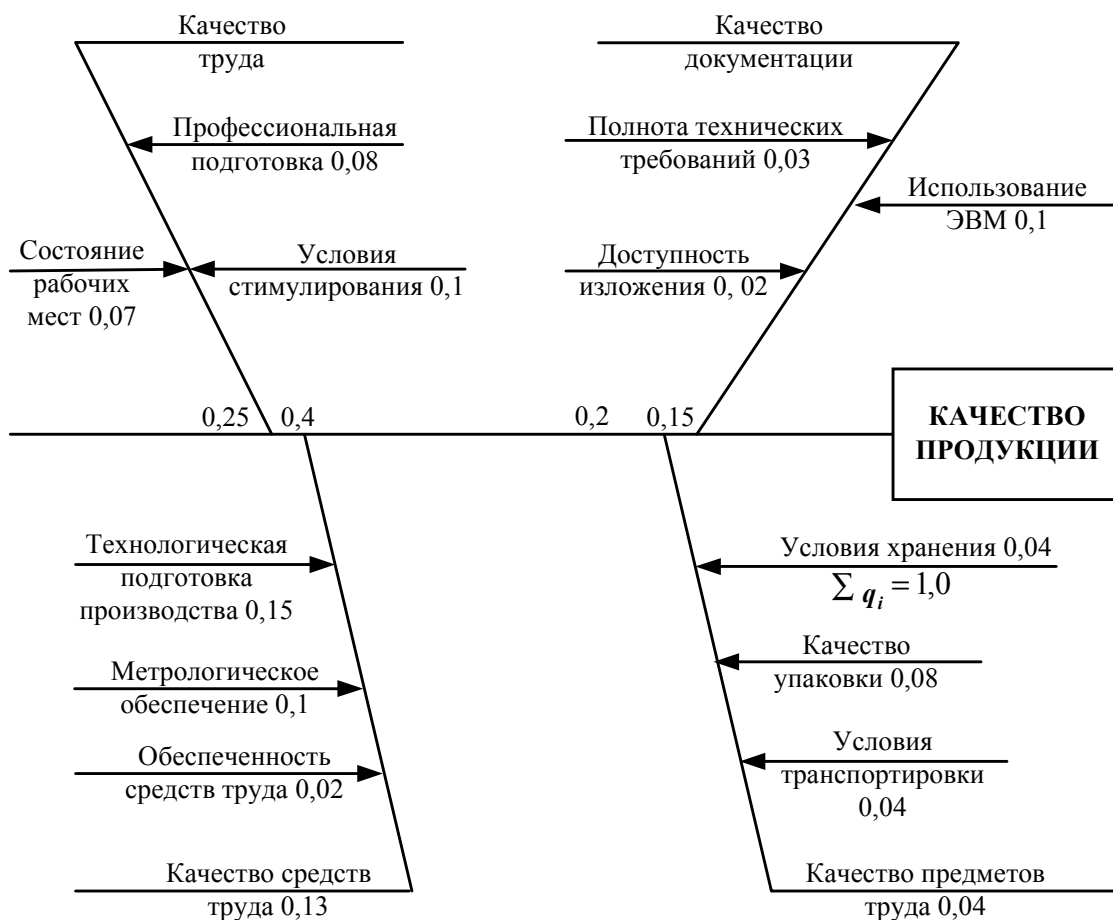 Качество
труда
Качество
документации
Профессиональная
подготовка 0,08
Полнота технических
требований 0,03
Использование
ЭВМ 0,1
Состояние
рабочих
мест 0,07
Условия
стимулирования 0,1
Доступность
изложения 0, 02
0,25 0,4 0,2 0,15
КАЧЕСТВО
ПРОДУКЦИИ
Технологическая
подготовка
производства 0,15
Условия хранения 0,04
∑ qᵢ = 1,0
Метрологическое
обеспечение 0,1
Качество
упаковки 0,08
Обеспеченность
средств труда 0,02
Условия
транспортировки
0,04
Качество средств
труда 0,13
Качество предметов
труда 0,04